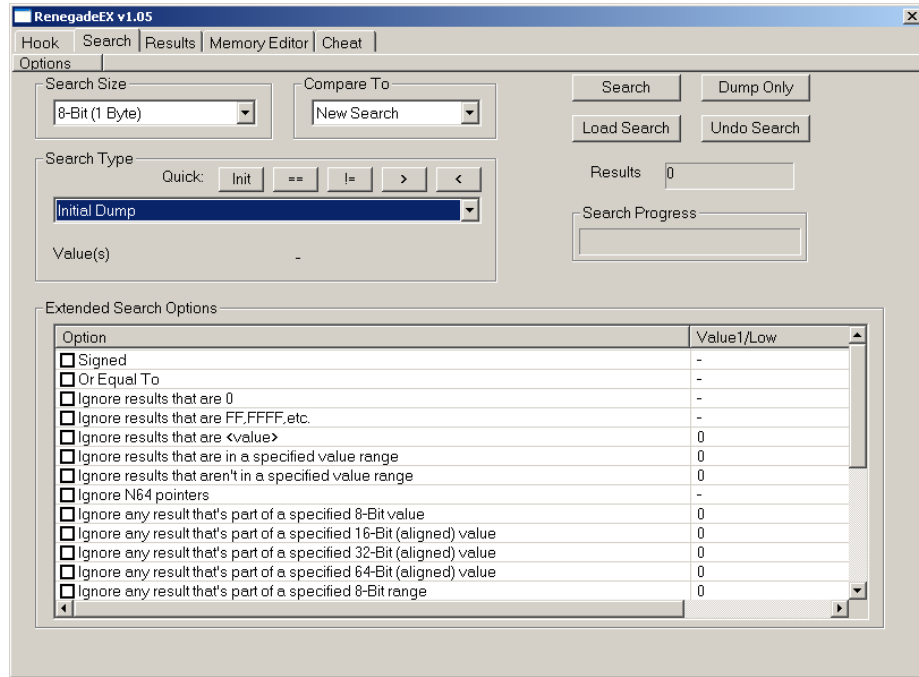 RenegadeEX v1.05
Hook Search Results Memory Editor Cheat
Options
Search Size
8-Bit (1 Byte)
Compare To
New Search
Search Dump Only
Load Search Undo Search
Search Type
Quick: Init == != > <
Initial Dump
Value(s) -
Results 0
Search Progress
Extended Search Options
Option Value1/Low
Signed -
Or Equal To -
Ignore results that are 0 -
Ignore results that are FF,FFFF,etc. -
Ignore results that are <value> 0
Ignore results that are in a specified value range 0
Ignore results that aren't in a specified value range 0
Ignore N64 pointers -
Ignore any result that's part of a specified 8-Bit value 0
Ignore any result that's part of a specified 16-Bit (aligned) value 0
Ignore any result that's part of a specified 32-Bit (aligned) value 0
Ignore any result that's part of a specified 64-Bit (aligned) value 0
Ignore any result that's part of a specified 8-Bit range 0